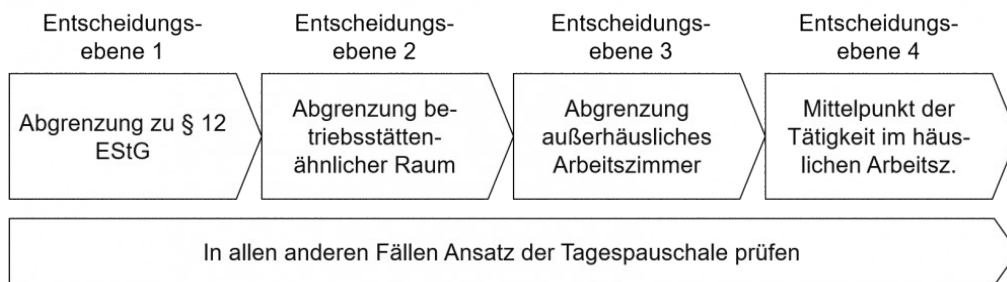 Entscheidungs-
ebene 1
Entscheidungs-
ebene 2
Entscheidungs-
ebene 3
Entscheidungs-
ebene 4
Abgrenzung zu § 12
EStG
Abgrenzung be-
triebsstätten-
ähnlicher Raum
Abgrenzung
außerhäusliches
Arbeitszimmer
Mittelpunkt der
Tätigkeit im häus-
lichen Arbeitsz.
In allen anderen Fällen Ansatz der Tagespauschale prüfen